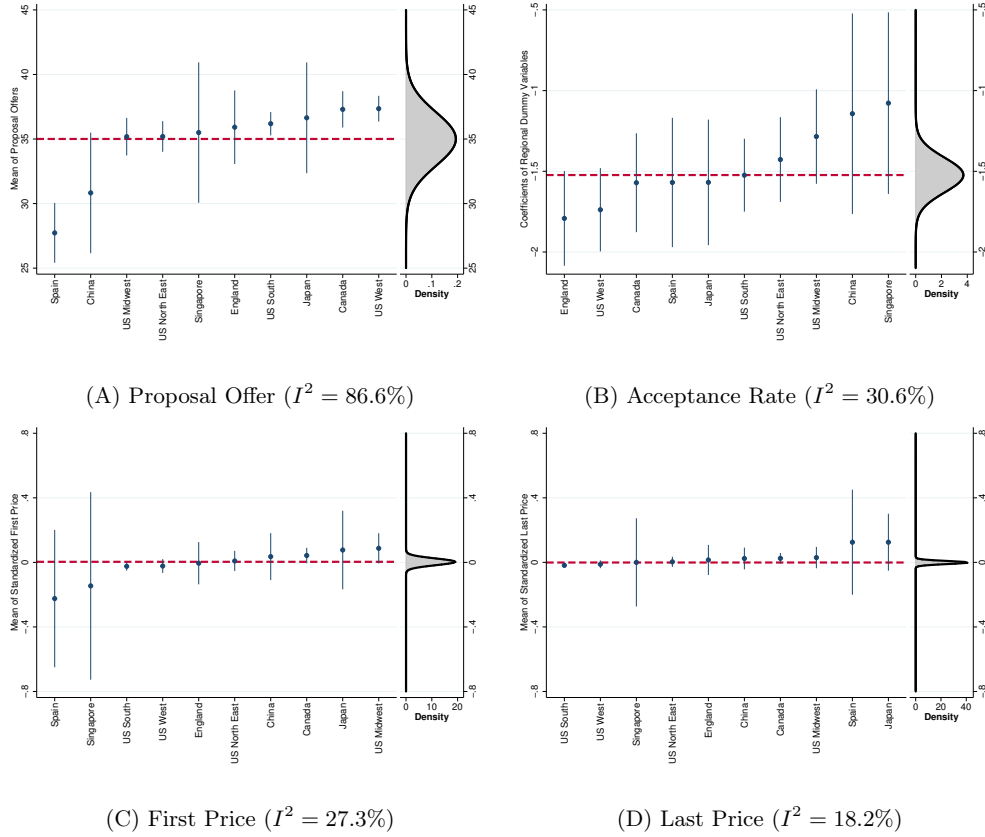 Mean of Proposal Offers
45
40
35
30
25
45
40
35
30
25
Spain
China
US Midwest
US North East
Singapore
England
US South
Japan
Canada
US West
0
.1
.2
Density
(A) Proposal Offer (I² = 86.6%)
Coefficients of Regional Dummy Variables
-.5
-1
-1.5
-2
-.5
-1
-1.5
-2
England
US West
Canada
Spain
Japan
US South
US North East
US Midwest
China
Singapore
0
2
4
Density
(B) Acceptance Rate (I² = 30.6%)
Mean of Standardized First Price
.8
.4
0
-.4
-.8
.8
.4
0
-.4
-.8
Spain
Singapore
US South
US West
England
US North East
China
Canada
Japan
US Midwest
0
10
20
Density
(C) First Price (I² = 27.3%)
Mean of Standardized Last Price
.8
.4
0
-.4
-.8
.8
.4
0
-.4
-.8
US South
US West
Singapore
US North East
England
China
Canada
US Midwest
Spain
Japan
0
20
40
Density
(D) Last Price (I² = 18.2%)